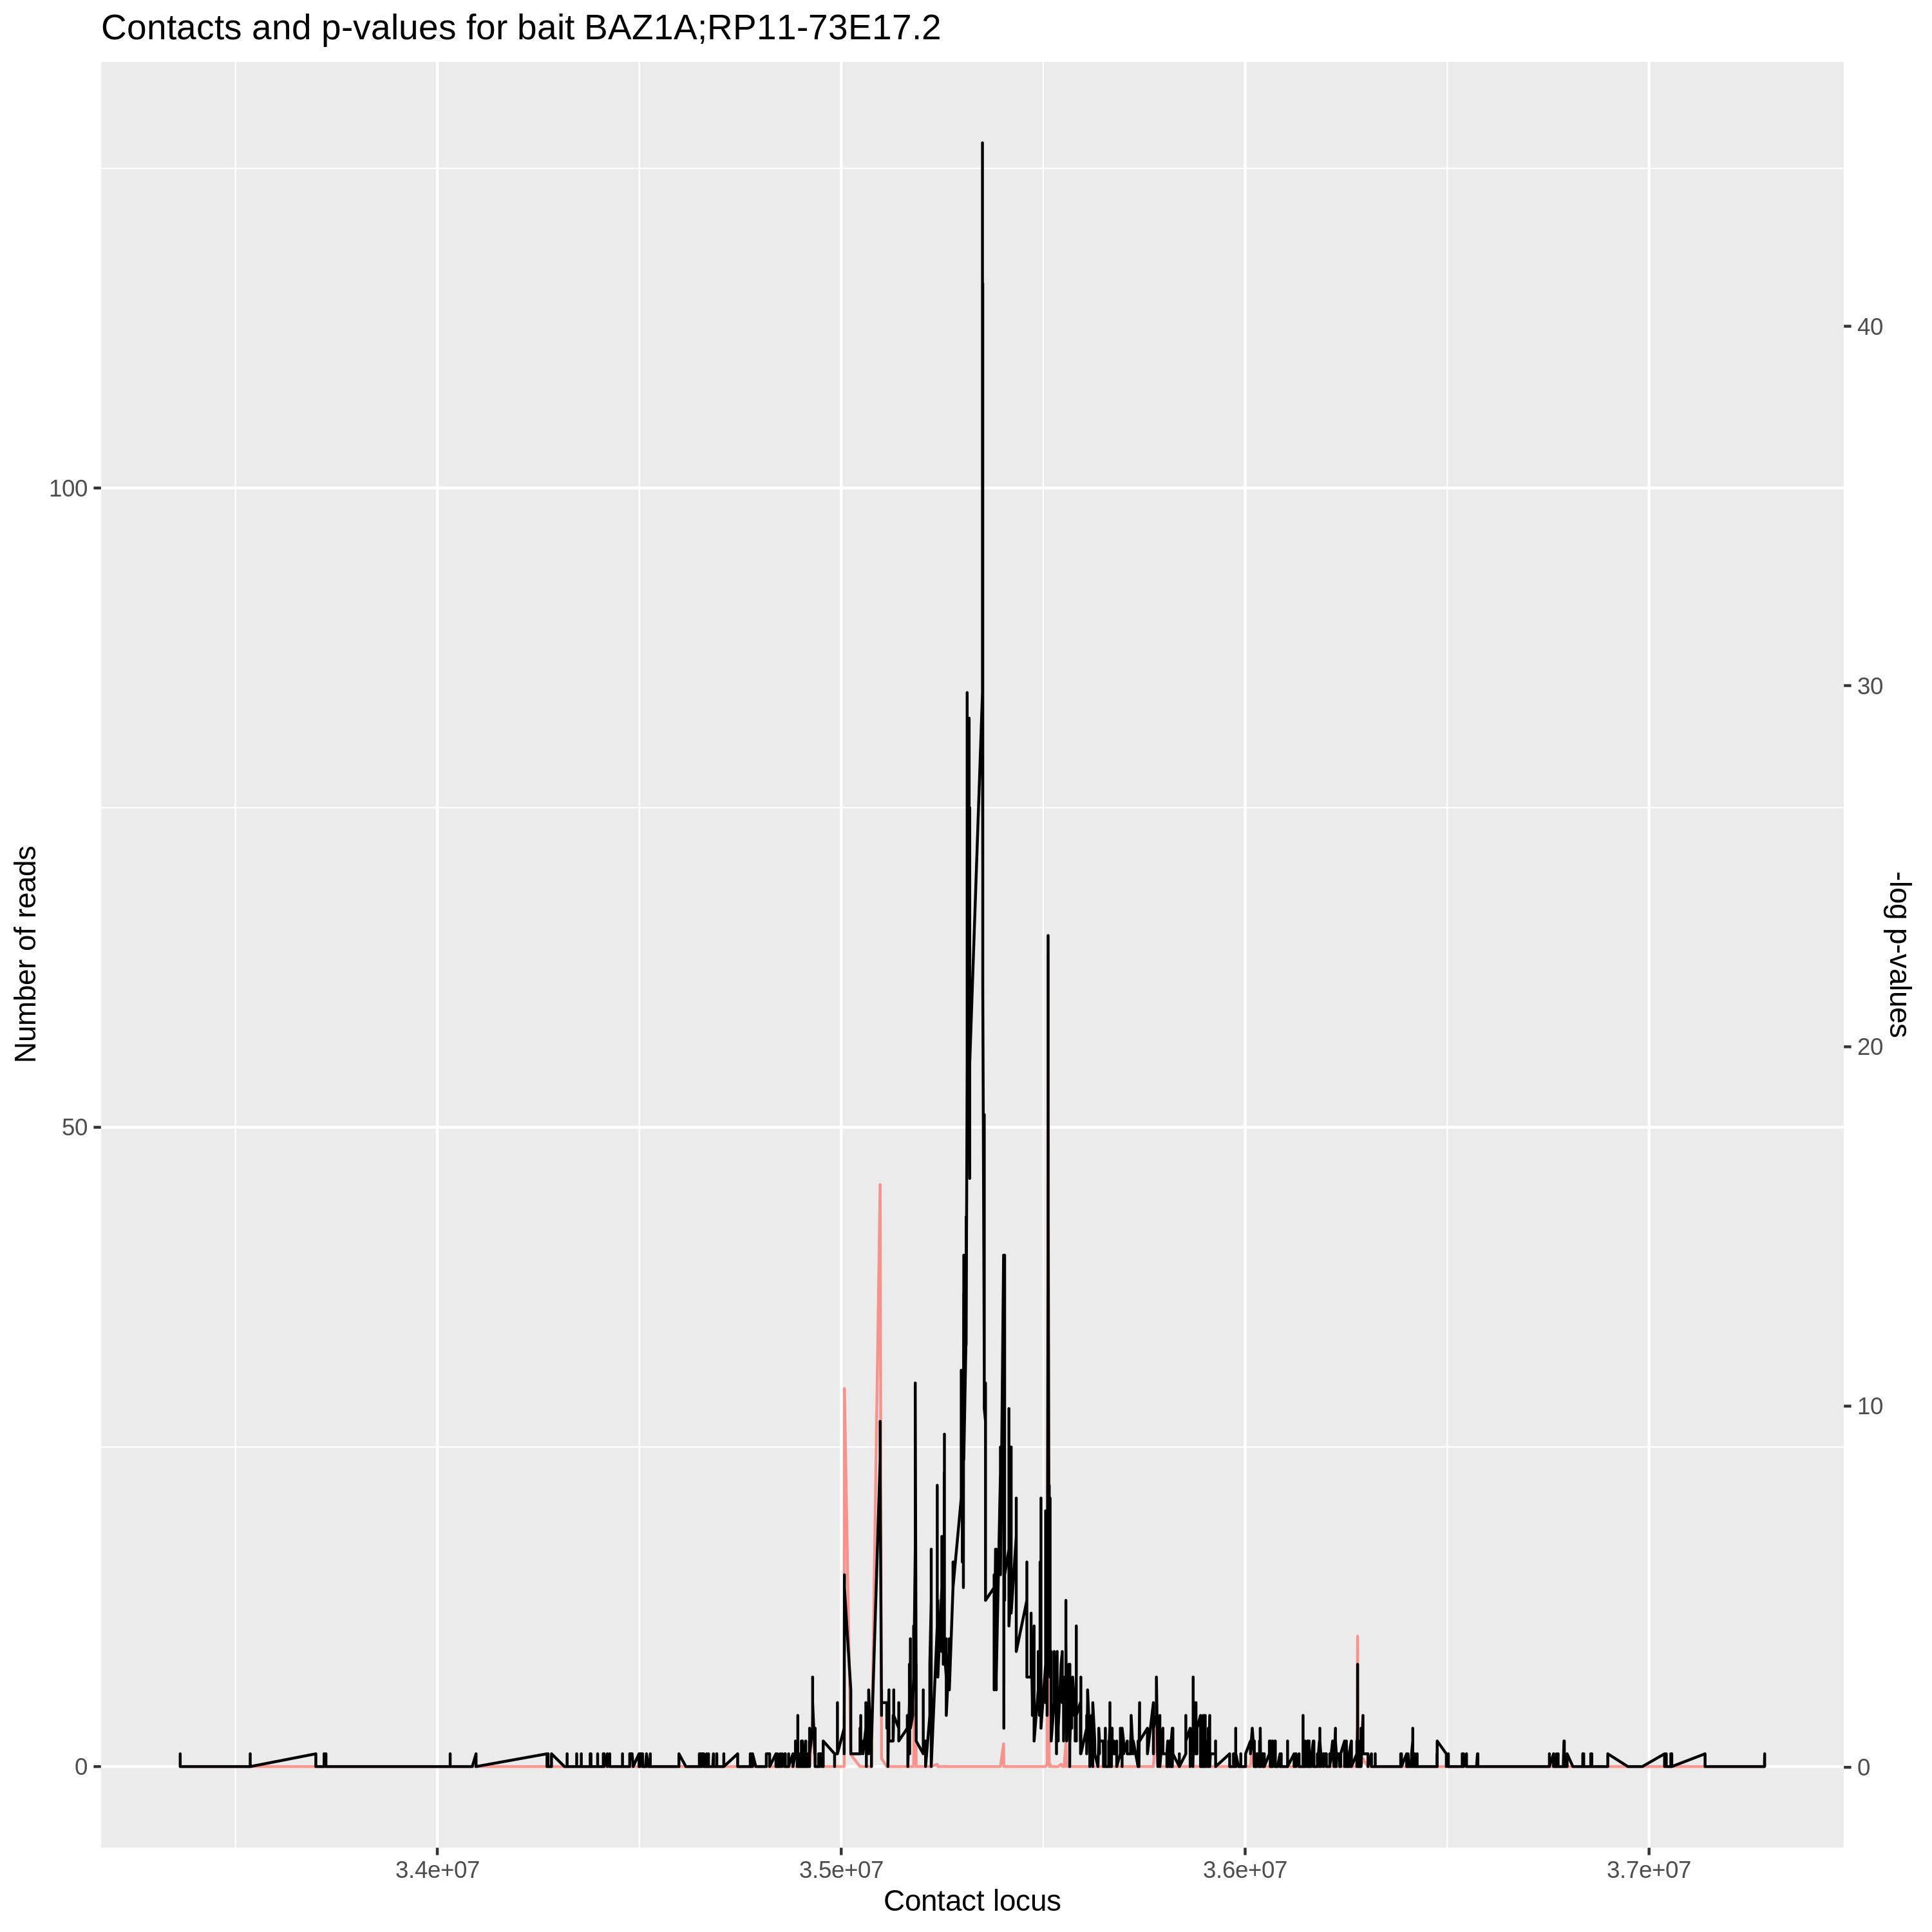 Contacts and p-values for bait BAZ1A;RP11-73E17.2
Number of reads
100
50
0
40
30
20
10
0
-log p-values
3.4e+07 3.5e+07 3.6e+07 3.7e+07
Contact locus